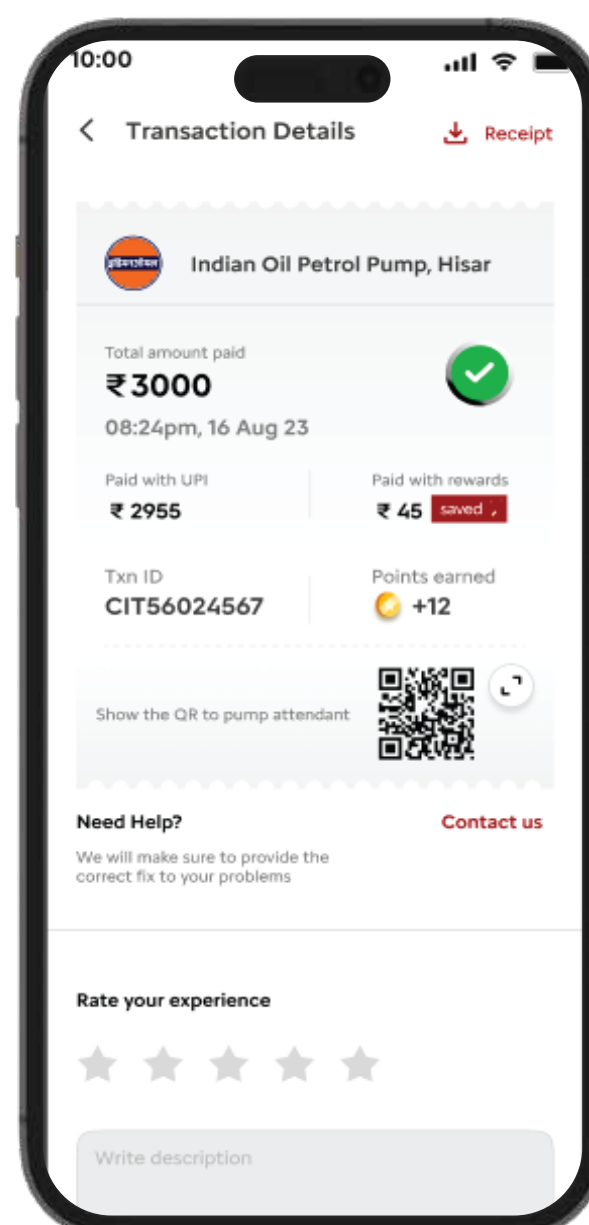 10:00
Transaction Details
Receipt
इंडियनऑयल
Indian Oil Petrol Pump, Hisar
Total amount paid
₹3000
08:24pm, 16 Aug 23
Paid with UPI
Paid with rewards
₹ 2955
₹ 45 saved
Txn ID
Points earned
CIT56024567
+12
Show the QR to pump attendant
Need Help?
Contact us
We will make sure to provide the
correct fix to your problems
Rate your experience
Write description